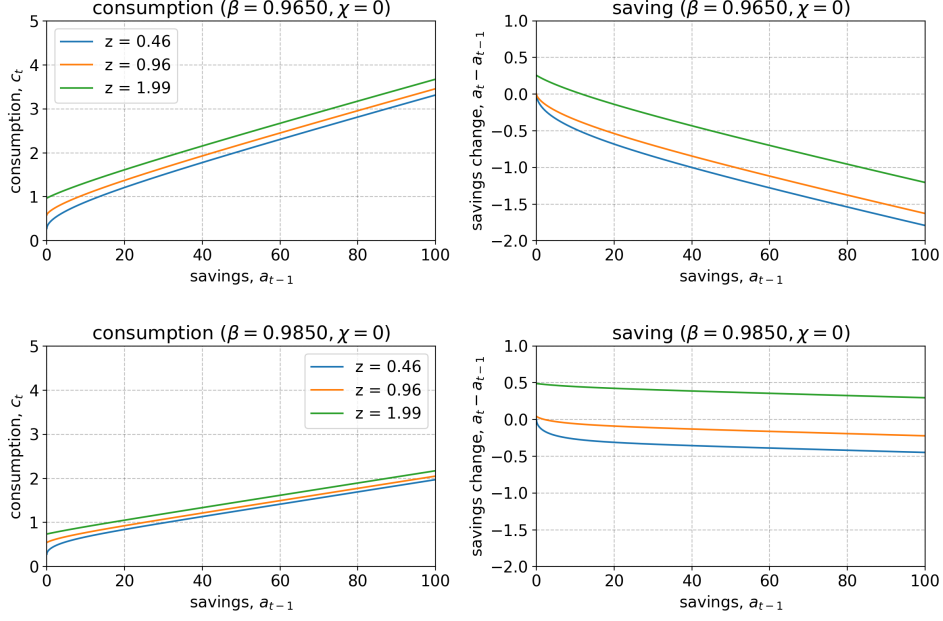 consumption (β = 0.9650, χ = 0)
5
4
3
2
1
0
consumption, c_t
z = 0.46
z = 0.96
z = 1.99
0 20 40 60 80 100
savings, a_{t−1}
saving (β = 0.9650, χ = 0)
1.0
0.5
0.0
−0.5
−1.0
−1.5
−2.0
savings change, a_t − a_{t−1}
0 20 40 60 80 100
savings, a_{t−1}
consumption (β = 0.9850, χ = 0)
5
4
3
2
1
0
consumption, c_t
z = 0.46
z = 0.96
z = 1.99
0 20 40 60 80 100
savings, a_{t−1}
saving (β = 0.9850, χ = 0)
1.0
0.5
0.0
−0.5
−1.0
−1.5
−2.0
savings change, a_t − a_{t−1}
0 20 40 60 80 100
savings, a_{t−1}